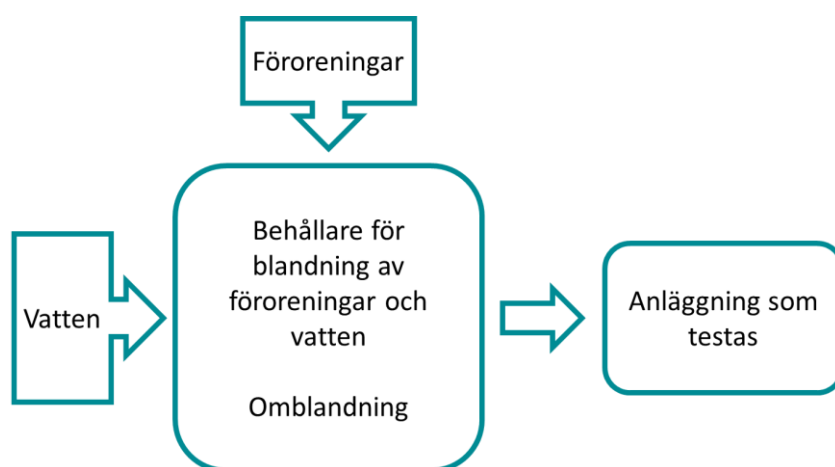 Föroreningar
Behållare för
blandning av
föroreningar och
vatten
Omblandning
Vatten
Anläggning som
testas